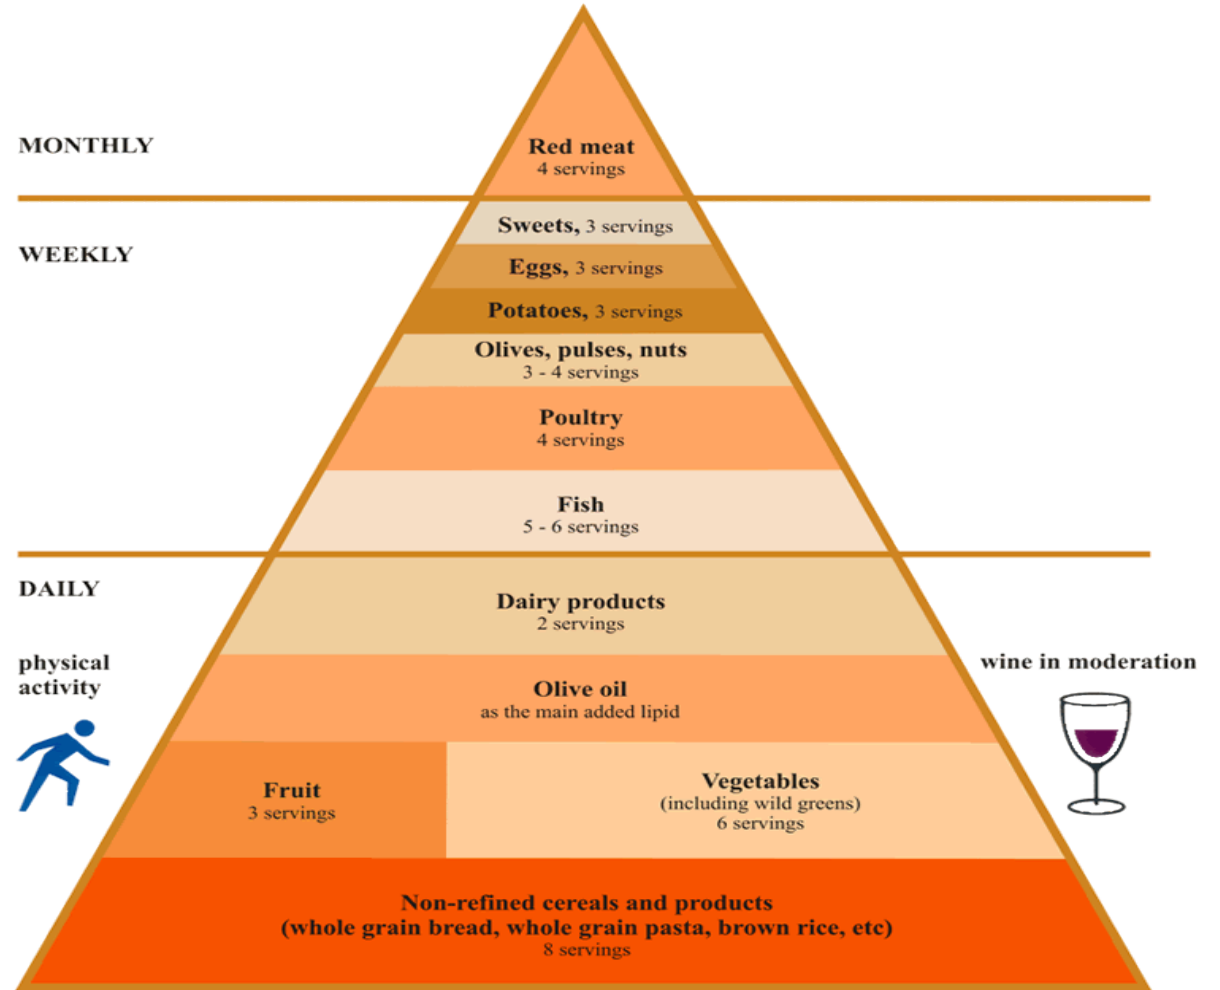 MONTHLY
Red meat
4 servings
WEEKLY
Sweets, 3 servings
Eggs, 3 servings
Potatoes, 3 servings
Olives, pulses, nuts
3 - 4 servings
Poultry
4 servings
Fish
5 - 6 servings
DAILY
Dairy products
2 servings
physical
activity
wine in moderation
Olive oil
as the main added lipid
Fruit
3 servings
Vegetables
(including wild greens)
6 servings
Non-refined cereals and products
(whole grain bread, whole grain pasta, brown rice, etc)
8 servings